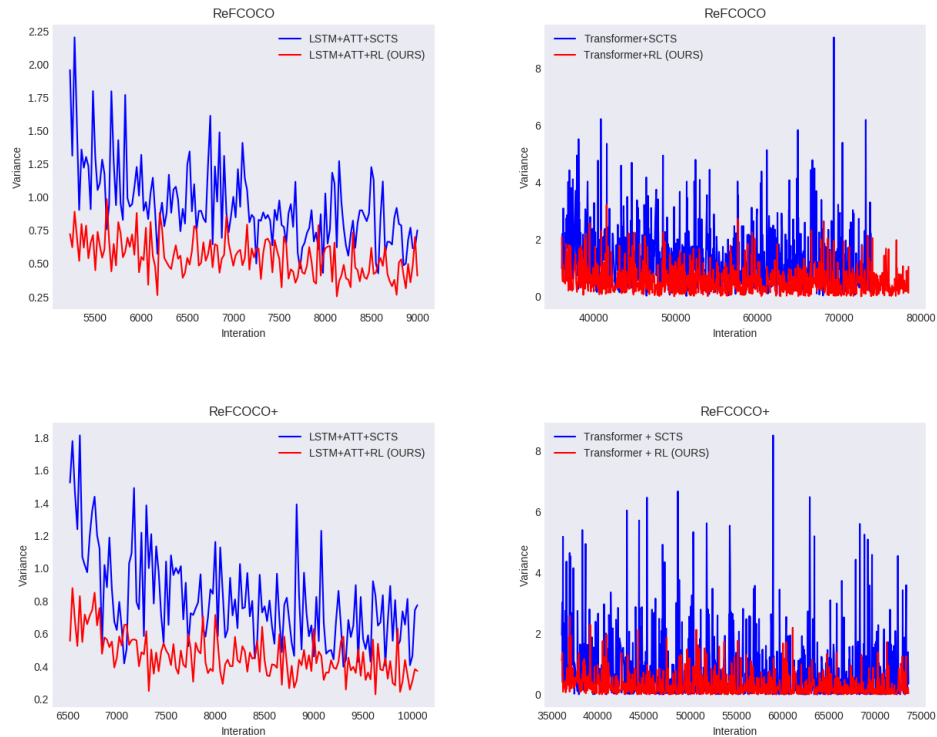 ReFCOCO
2.25
2.00
1.75
1.50
1.25
1.00
0.75
0.50
0.25
Variance
LSTM+ATT+SCTS
LSTM+ATT+RL (OURS)
5500 6000 6500 7000 7500 8000 8500 9000
Interation
ReFCOCO
8
6
4
2
0
Variance
Transformer+SCTS
Transformer+RL (OURS)
40000 50000 60000 70000 80000
Interation
ReFCOCO+
1.8
1.6
1.4
1.2
1.0
0.8
0.6
0.4
0.2
Variance
LSTM+ATT+SCTS
LSTM+ATT+RL (OURS)
6500 7000 7500 8000 8500 9000 9500 10000
Interation
ReFCOCO+
8
6
4
2
0
Variance
Transformer + SCTS
Transformer + RL (OURS)
35000 40000 45000 50000 55000 60000 65000 70000 75000
Interation